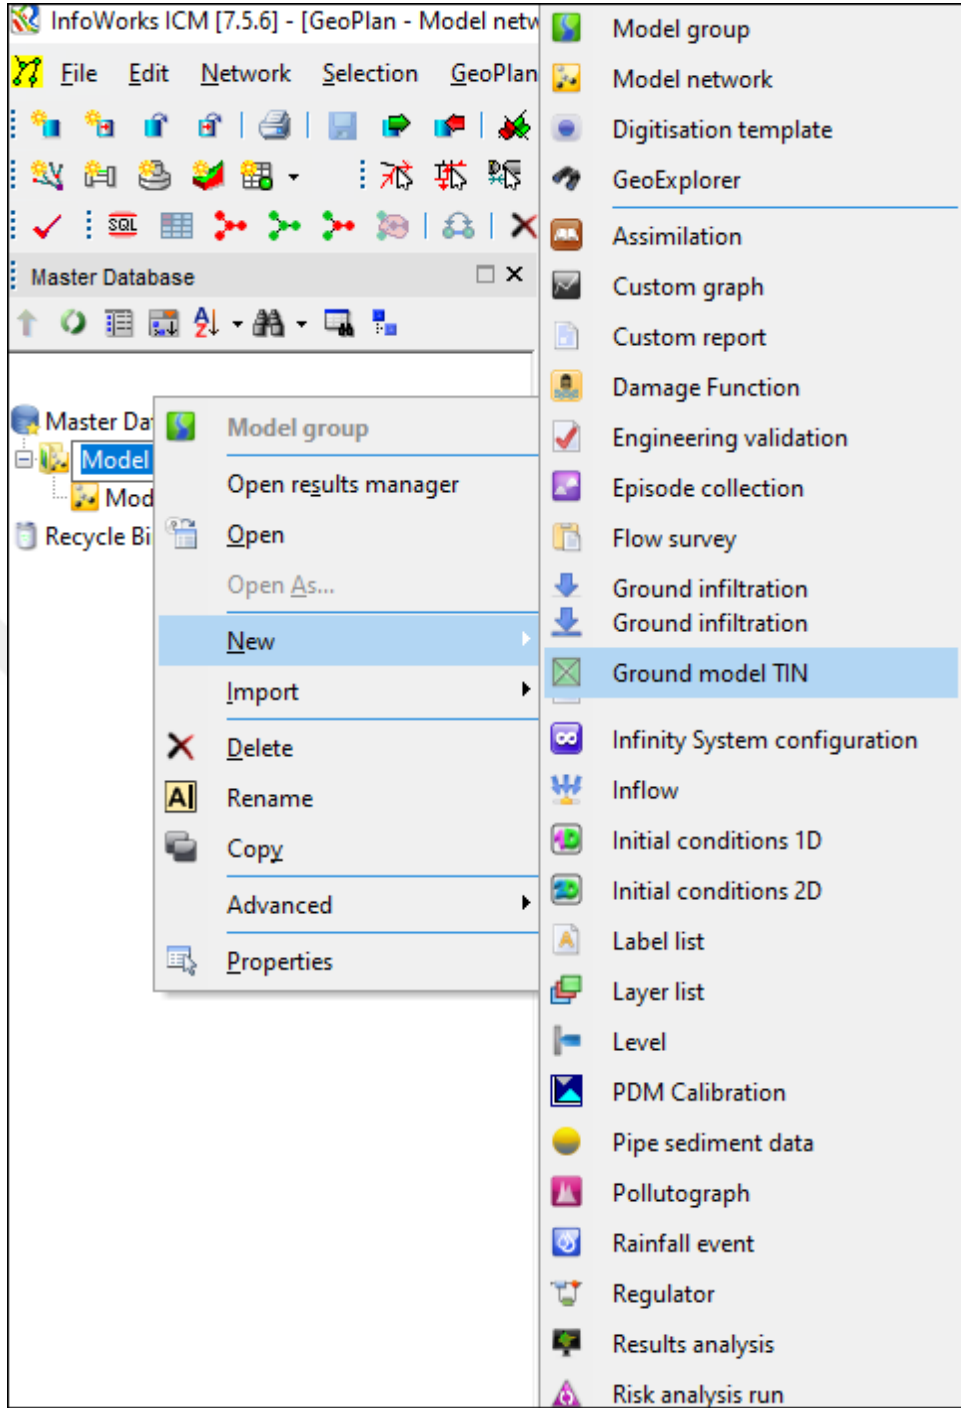 InfoWorks ICM [7.5.6] - [GeoPlan - Model netw
File Edit Network Selection GeoPlan
SQL
Master Database
Master Da
Model
Mod
Recycle Bi
Model group
Open results manager
Open
Open As...
New
Import
Delete
Rename
Copy
Advanced
Properties
Model group
Model network
Digitisation template
GeoExplorer
Assimilation
Custom graph
Custom report
Damage Function
Engineering validation
Episode collection
Flow survey
Ground infiltration
Ground infiltration
Ground model TIN
Infinity System configuration
Inflow
Initial conditions 1D
Initial conditions 2D
Label list
Layer list
Level
PDM Calibration
Pipe sediment data
Pollutograph
Rainfall event
Regulator
Results analysis
Risk analysis run